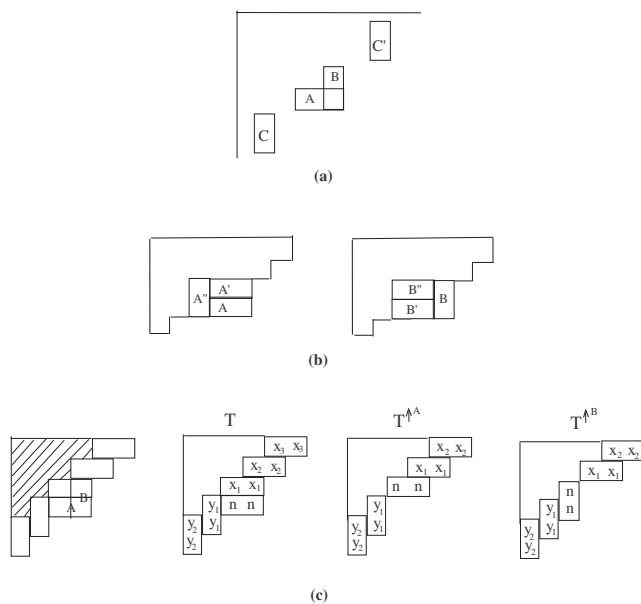 C'
B
A
C
(a)
A'
A''
A
B''
B
B'
(b)
T T↑ᴬ T↑ᴮ
x₃ x₃ x₂ x₂ x₂ x₂
x₂ x₂ x₁ x₁ x₁ x₁
B x₁ x₁ n n n
A y₁ n n y₁ y₁ n
y₂ y₁ y₂ y₁ y₂ y₁
y₂ y₂ y₂
(c)